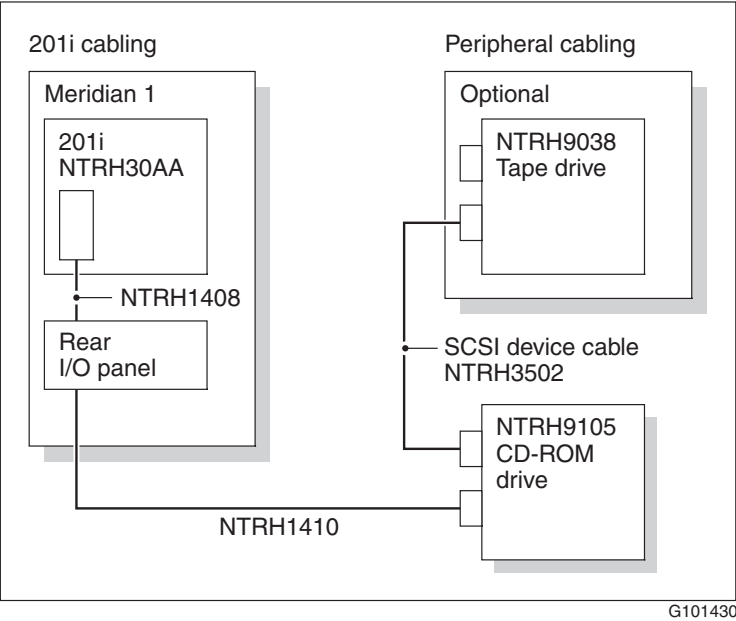 201i cabling
Meridian 1
201i
NTRH30AA
NTRH1408
Rear
I/O panel
NTRH1410
Peripheral cabling
Optional
NTRH9038
Tape drive
SCSI device cable
NTRH3502
NTRH9105
CD-ROM
drive
G101430